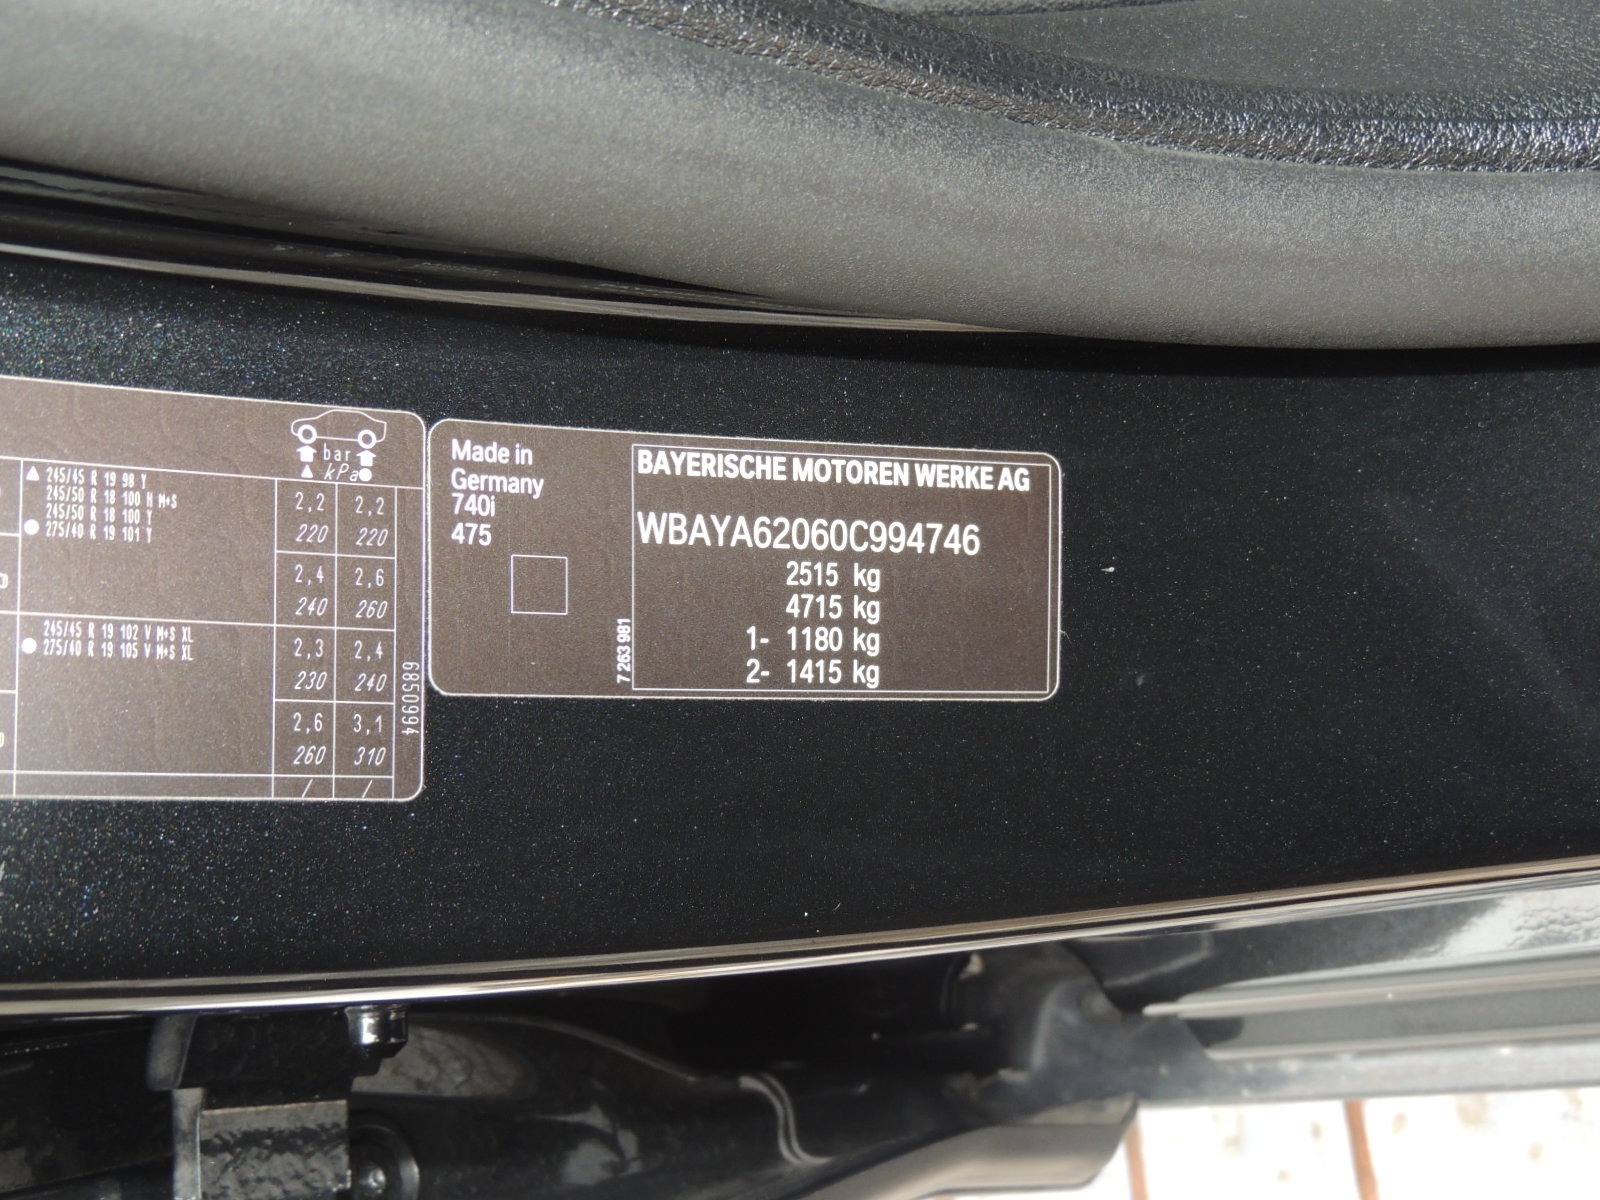 bar
kPa
245/45 R 19 98 Y
245/50 R 18 100 H M+S
245/50 R 18 100 Y
275/40 R 19 101 Y
2,2 2,2
220 220
2,4 2,6
240 260
245/45 R 19 102 V M+S XL
275/40 R 19 105 V M+S XL
2,3 2,4
230 240
2,6 3,1
260 310
/ /
6850994
Made in
Germany
740i
475
7 263 981
BAYERISCHE MOTOREN WERKE AG
WBAYA62060C994746
2515 kg
4715 kg
1- 1180 kg
2- 1415 kg